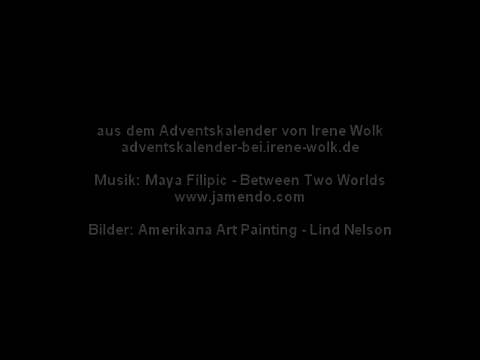 aus dem Adventskalender von Irene Wolk
adventskalender-bei.irene-wolk.de
Musik: Maya Filipic - Between Two Worlds
www.jamendo.com
Bilder: Amerikana Art Painting - Lind Nelson